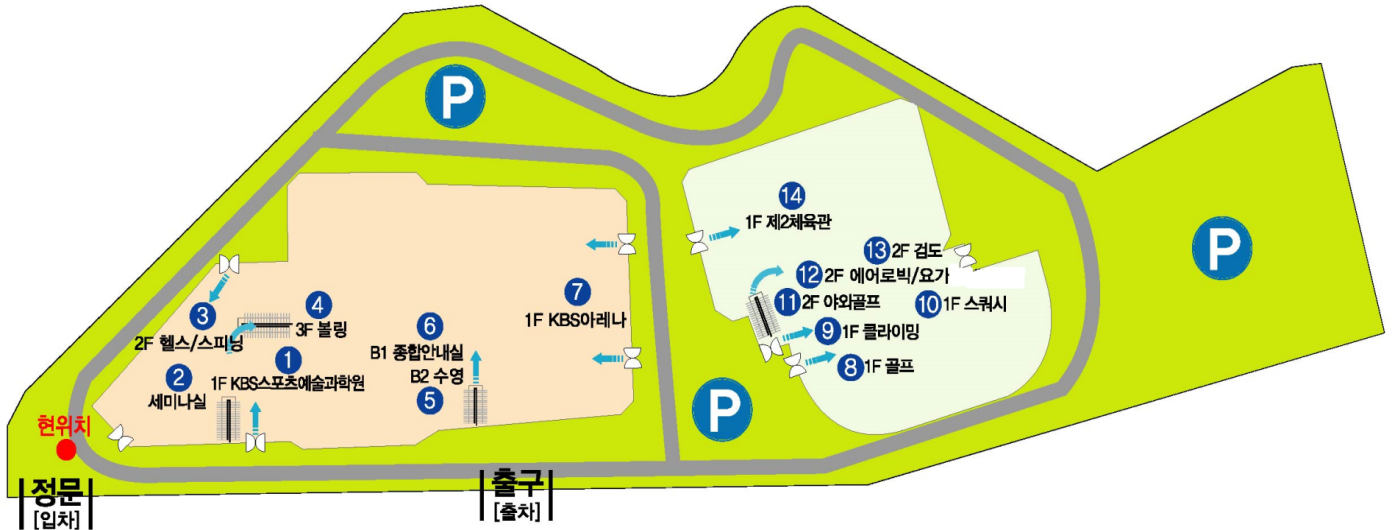 P
P
P
14
1F 제2체육관
13 2F 검도
12 2F 에어로빅/요가
11 2F 야외골프
10 1F 스쿼시
9 1F 클라이밍
8 1F 골프
7
1F KBS아레나
3
2F 헬스/스피닝
4
3F 볼링
6
B1 종합안내실
B2 수영
5
1
1F KBS스포츠예술과학원
2
세미나실
현위치
정문
[입차]
출구
[출차]